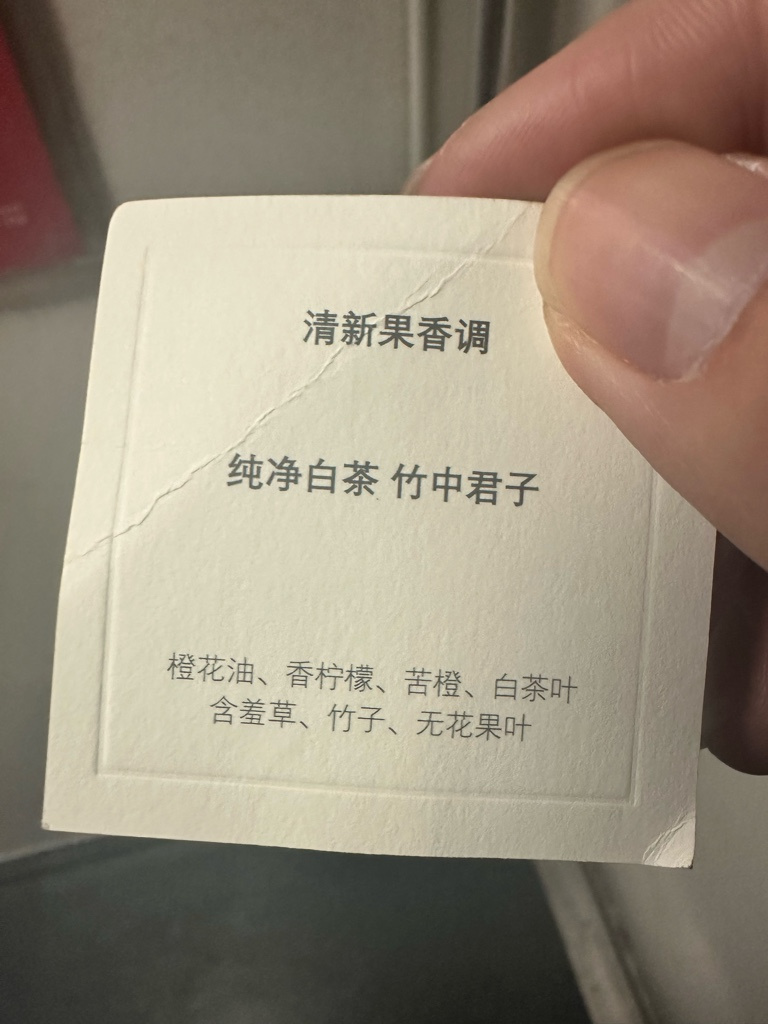 清新果香调
纯净白茶 竹中君子
橙花油、香柠檬、苦橙、白茶叶
含羞草、竹子、无花果叶